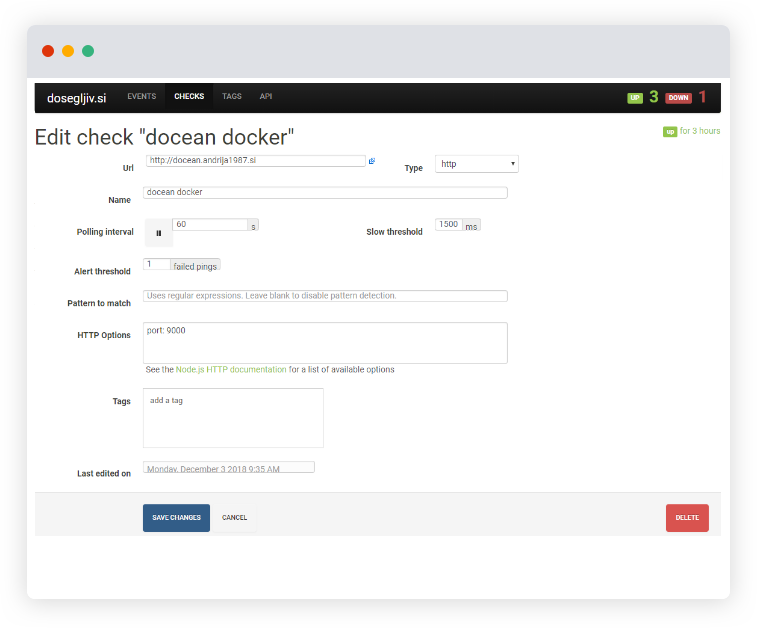 dosegljiv.si EVENTS CHECKS TAGS API UP 3 DOWN 1
Edit check "docean docker" up for 3 hours
Url http://docean.andrija1987.si Type http
Name docean docker
Polling interval 60 s Slow threshold 1500 ms
Alert threshold 1 failed pings
Pattern to match Uses regular expressions. Leave blank to disable pattern detection.
HTTP Options port: 9000
See the Node.js HTTP documentation for a list of available options
Tags add a tag
Last edited on Monday, December 3 2018 9:35 AM
SAVE CHANGES CANCEL DELETE